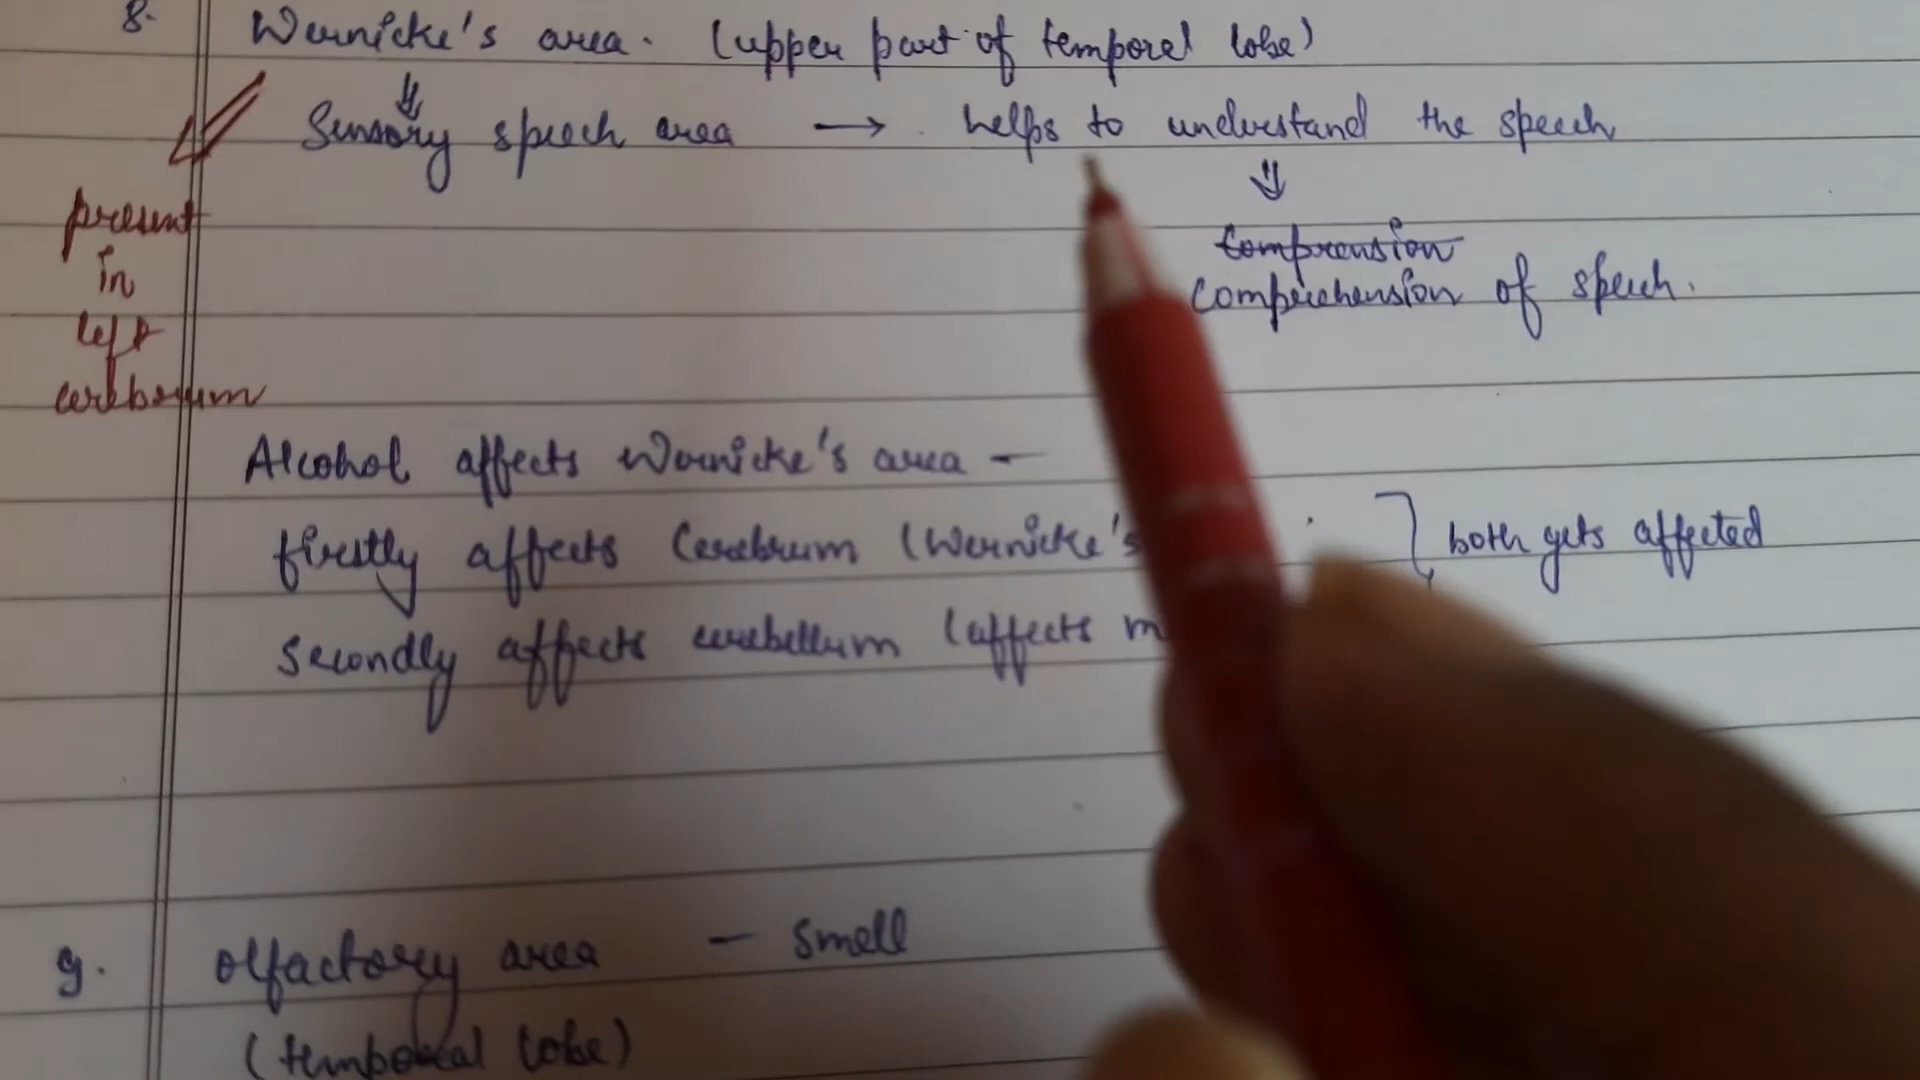 8. Wernicke's area. (upper part of temporal lobe)
Sensory speech area → helps to understand the speech
present
in
left
cerebrum
comprension
comprehension of speech.
Alcohol affects Wernicke's area –
firstly affects Cerebrum (Wernicke's
both gets affected
secondly affects cerebellum (affects m
9. olfactory area – smell
(temporal lobe)